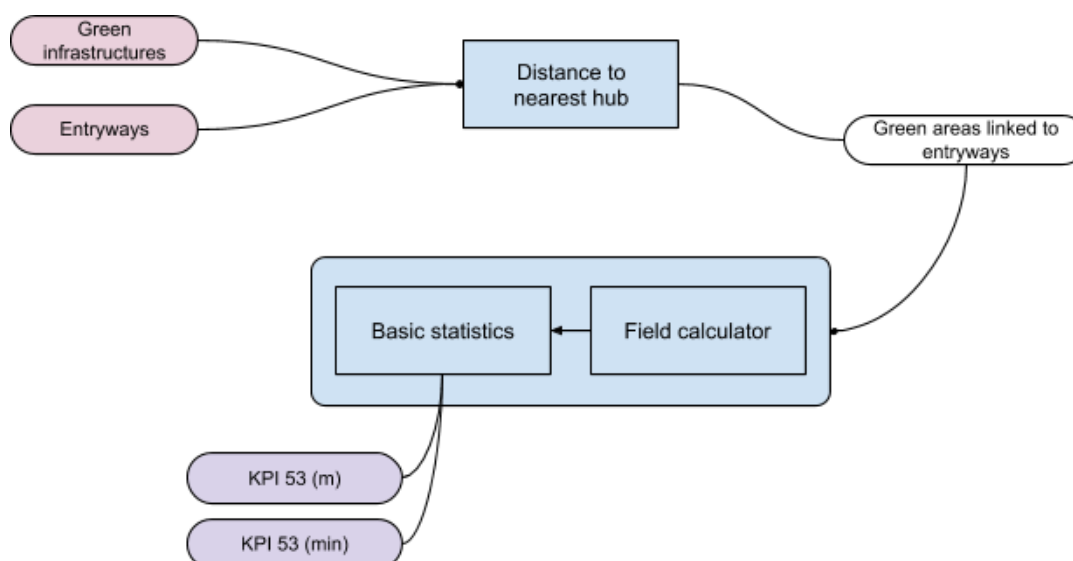 Green
infrastructures
Entryways
Distance to
nearest hub
Green areas linked to
entryways
Basic statistics
Field calculator
KPI 53 (m)
KPI 53 (min)